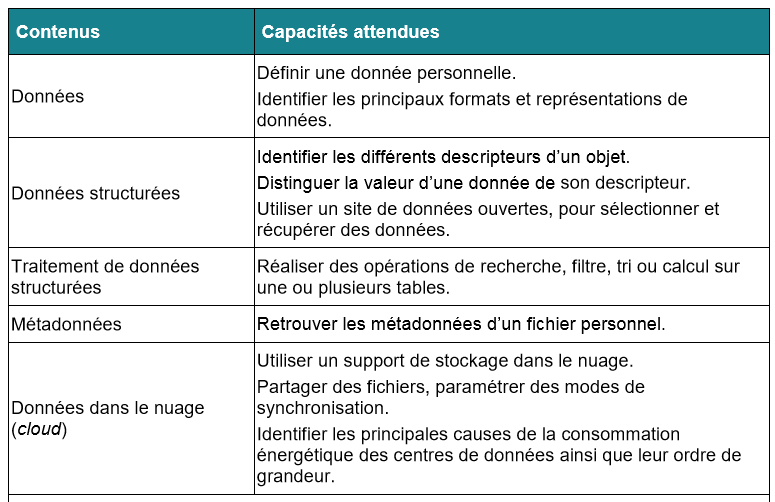 Contenus
Capacités attendues
Données
Définir une donnée personnelle.
Identifier les principaux formats et représentations de
données.
Données structurées
Identifier les différents descripteurs d’un objet.
Distinguer la valeur d’une donnée de son descripteur.
Utiliser un site de données ouvertes, pour sélectionner et
récupérer des données.
Traitement de données
structurées
Réaliser des opérations de recherche, filtre, tri ou calcul sur
une ou plusieurs tables.
Métadonnées
Retrouver les métadonnées d’un fichier personnel.
Données dans le nuage
(cloud)
Utiliser un support de stockage dans le nuage.
Partager des fichiers, paramétrer des modes de
synchronisation.
Identifier les principales causes de la consommation
énergétique des centres de données ainsi que leur ordre de
grandeur.